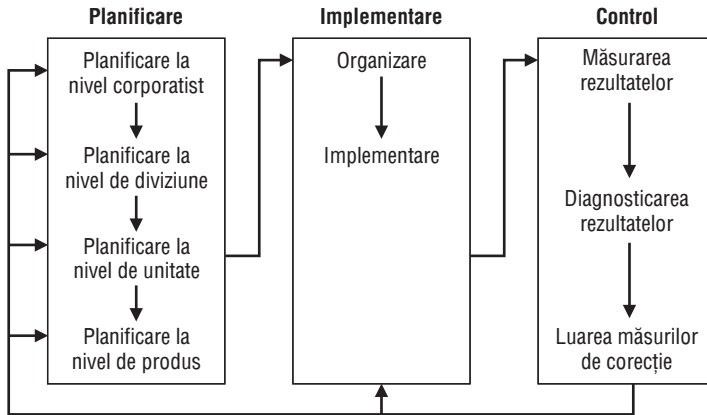 Planificare
Planificare la
nivel corporatist
Planificare la
nivel de diviziune
Planificare la
nivel de unitate
Planificare la
nivel de produs
Implementare
Organizare
Implementare
Control
Măsurarea
rezultatelor
Diagnosticarea
rezultatelor
Luarea măsurilor
de corecție